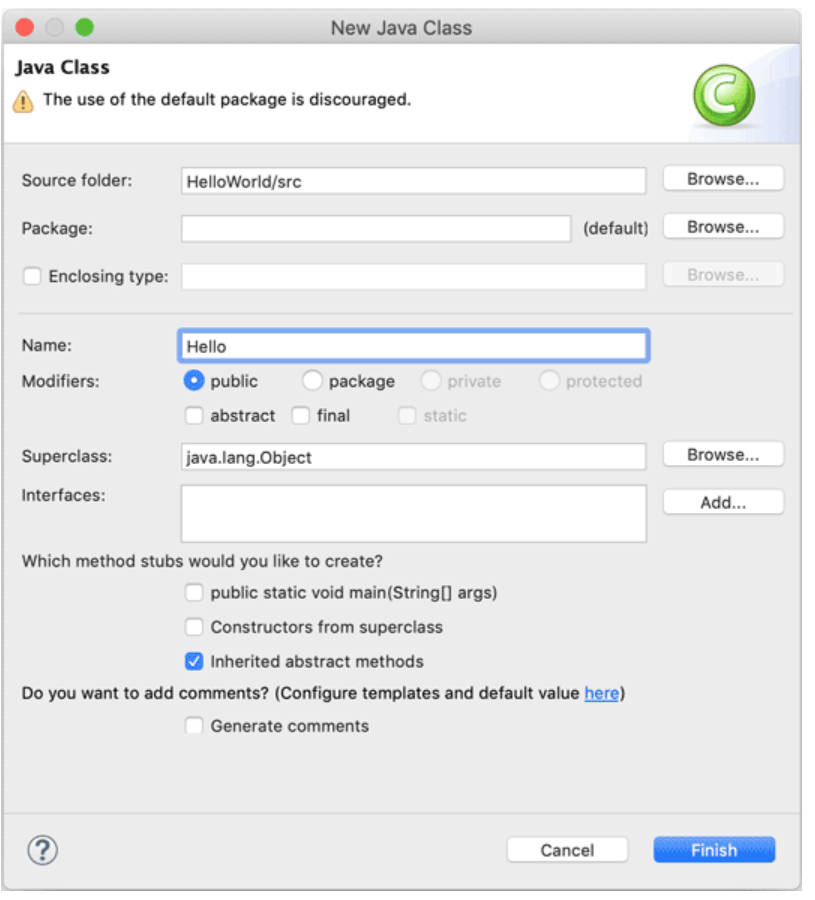 New Java Class
Java Class
The use of the default package is discouraged.
Source folder: HelloWorld/src Browse...
Package: (default) Browse...
Enclosing type: Browse...
Name: Hello
Modifiers: public package private protected
abstract final static
Superclass: java.lang.Object Browse...
Interfaces: Add...
Which method stubs would you like to create?
public static void main(String[] args)
Constructors from superclass
Inherited abstract methods
Do you want to add comments? (Configure templates and default value here)
Generate comments
? Cancel Finish